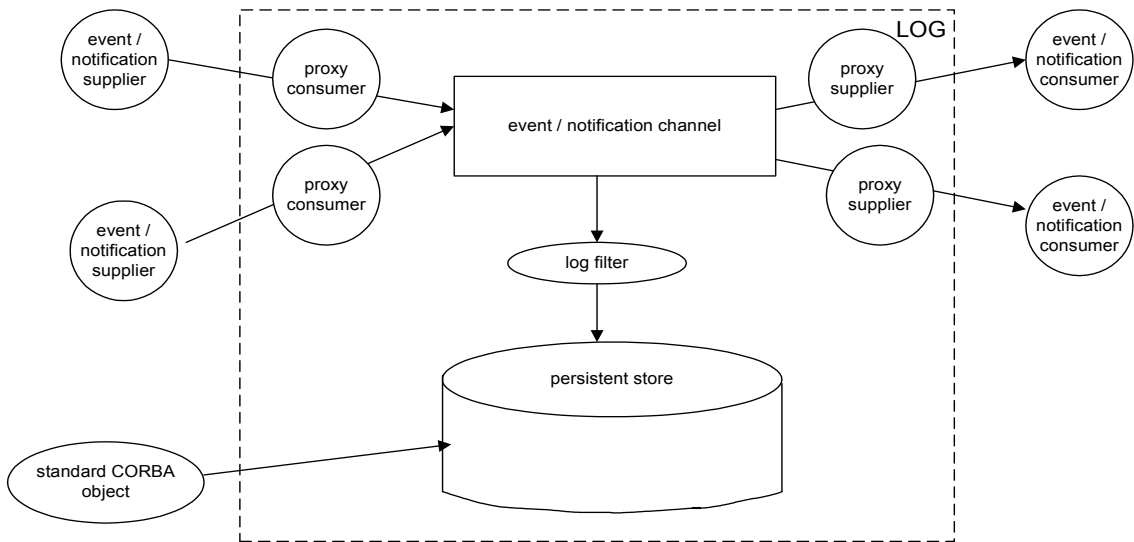 LOG
event /
notification
supplier
proxy
consumer
event / notification channel
proxy
supplier
event /
notification
consumer
event /
notification
supplier
proxy
consumer
proxy
supplier
event /
notification
consumer
log filter
persistent store
standard CORBA
object